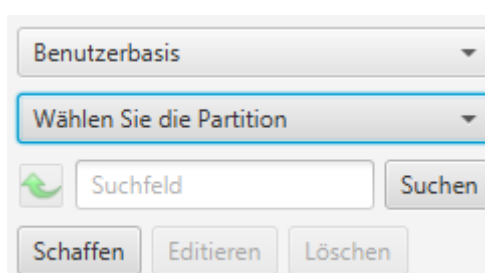 Benutzerbasis
Wählen Sie die Partition
Suchfeld Suchen
Schaffen Editieren Löschen